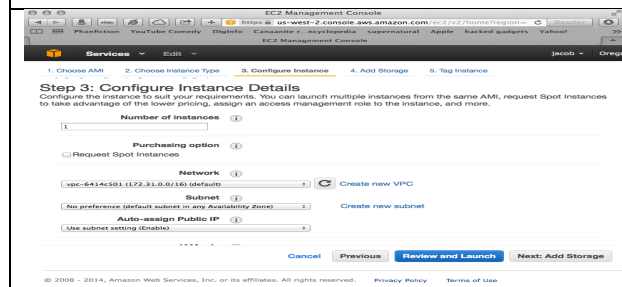 EC2 Management Console
ebay
+ https us-west-2.console.aws.amazon.com/ec2/v2/home?region= Reader
Phanfiction YouTube Comedy DigInfo Canaanite r...ncyclopedia supernatural Apple hacked gadgets Yahoo! >>
EC2 Management Console +
Services Edit jacob Orego
1. Choose AMI 2. Choose Instance Type 3. Configure Instance 4. Add Storage 5. Tag Instance
Step 3: Configure Instance Details
Configure the instance to suit your requirements. You can launch multiple instances from the same AMI, request Spot Instances
to take advantage of the lower pricing, assign an access management role to the instance, and more.
Number of instances i
1
Purchasing option i
Request Spot Instances
Network i
vpc-6414c501 (172.31.0.0/16) (default) Create new VPC
Subnet i
No preference (default subnet in any Availability Zone) Create new subnet
Auto-assign Public IP i
Use subnet setting (Enable)
Cancel Previous Review and Launch Next: Add Storage
© 2008 - 2014, Amazon Web Services, Inc. or its affiliates. All rights reserved. Privacy Policy Terms of Use